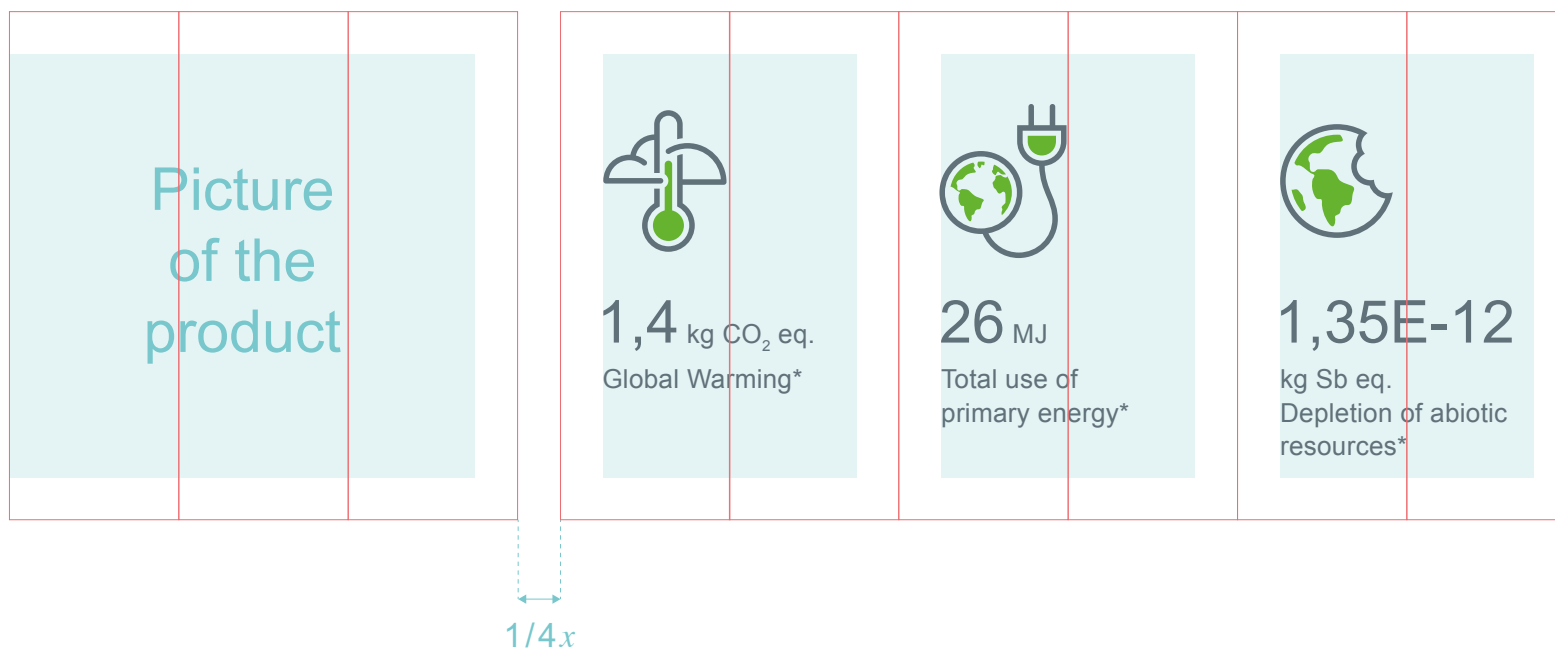 Picture
of the
product
1,4 kg CO₂ eq.
Global Warming*
26 MJ
Total use of
primary energy*
1,35E-12
kg Sb eq.
Depletion of abiotic
resources*
1/4x